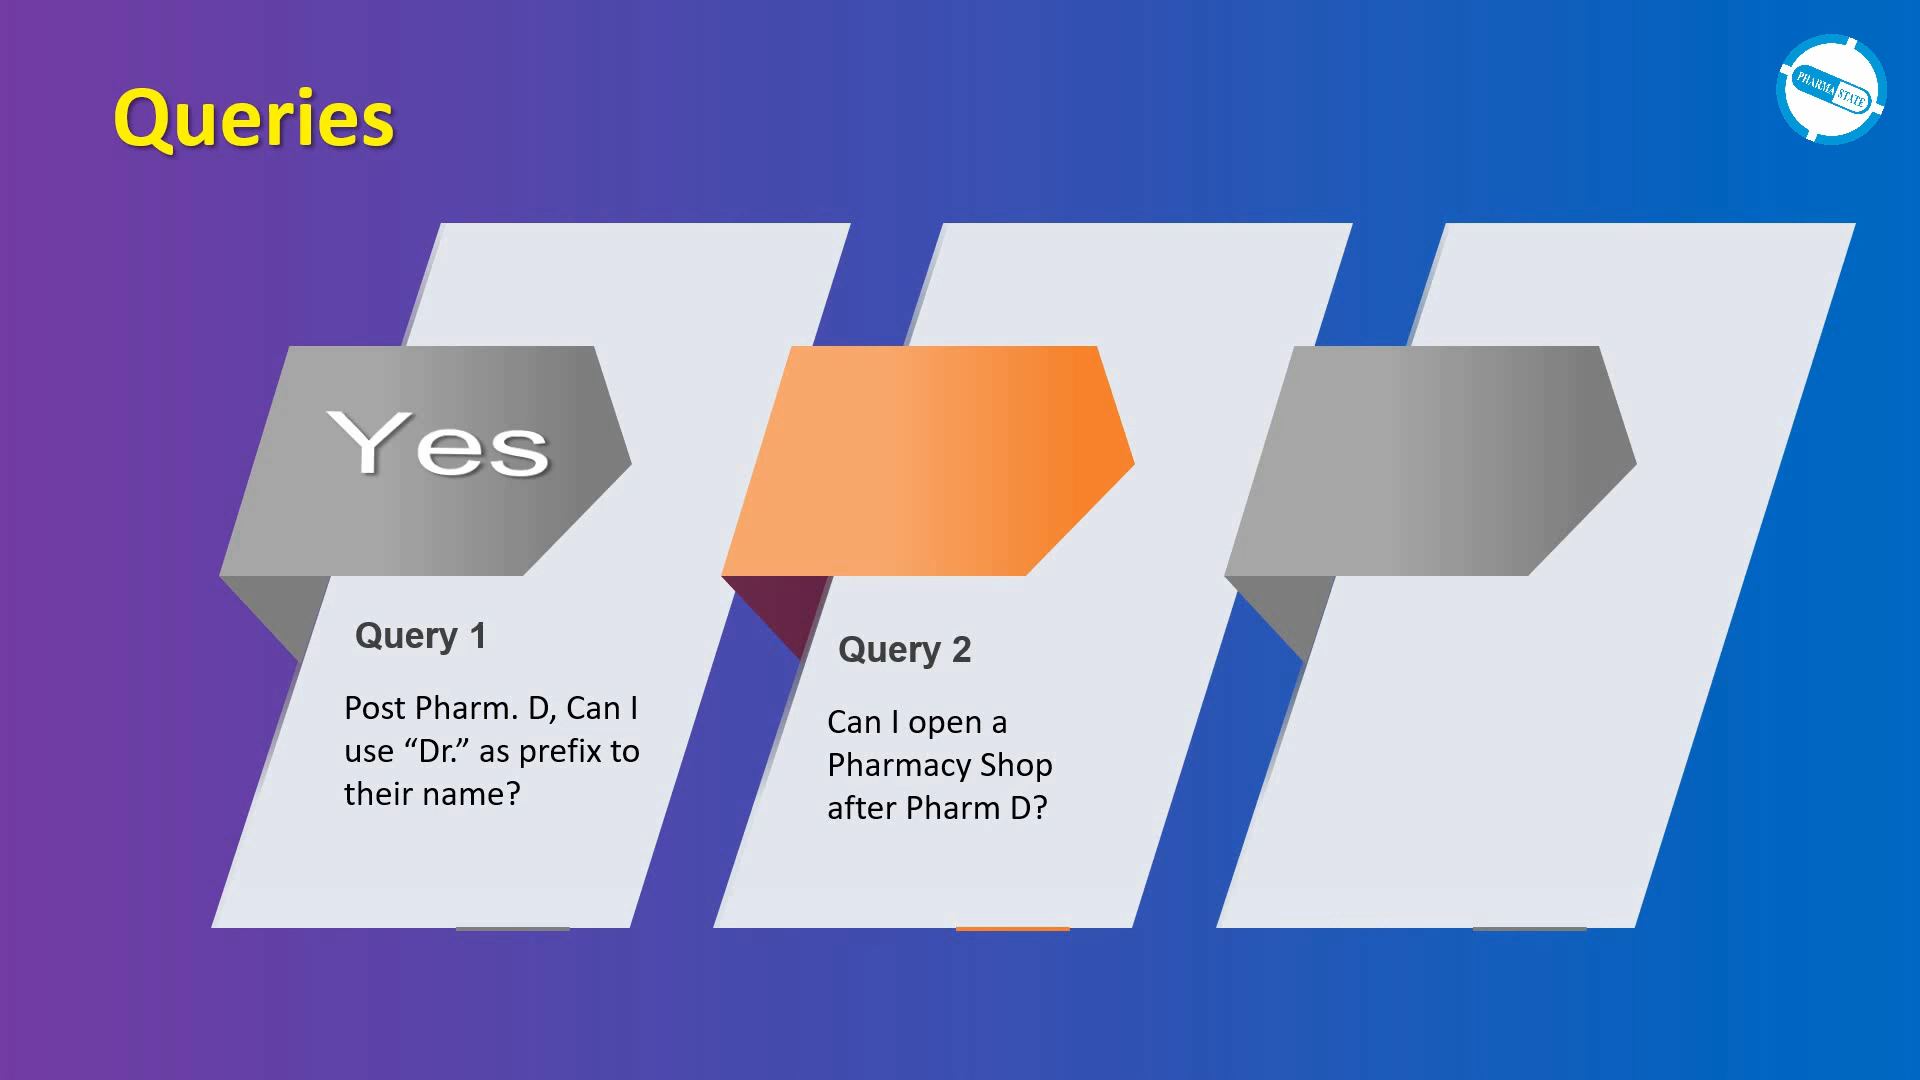 Queries
PHARMA STATE
Yes
Query 1
Post Pharm. D, Can I
use “Dr.” as prefix to
their name?
Query 2
Can I open a
Pharmacy Shop
after Pharm D?